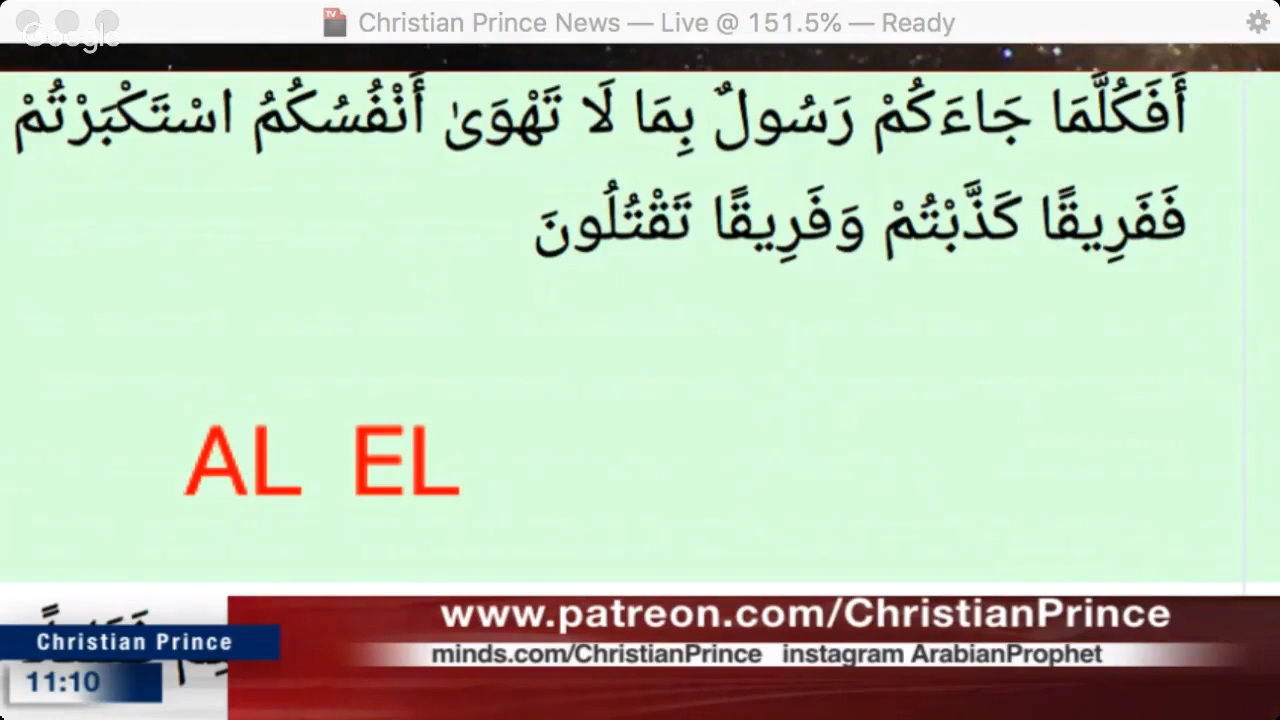 Christian Prince News — Live @ 151.5% — Ready
Google
أَفَكُلَّمَا جَاءَكُمْ رَسُولٌ بِمَا لَا تَهْوَىٰ أَنْفُسُكُمُ اسْتَكْبَرْتُمْ
فَفَرِيقًا كَذَّبْتُمْ وَفَرِيقًا تَقْتُلُونَ
AL EL
www.patreon.com/ChristianPrince
Christian Prince
minds.com/ChristianPrince instagram ArabianProphet
11:10